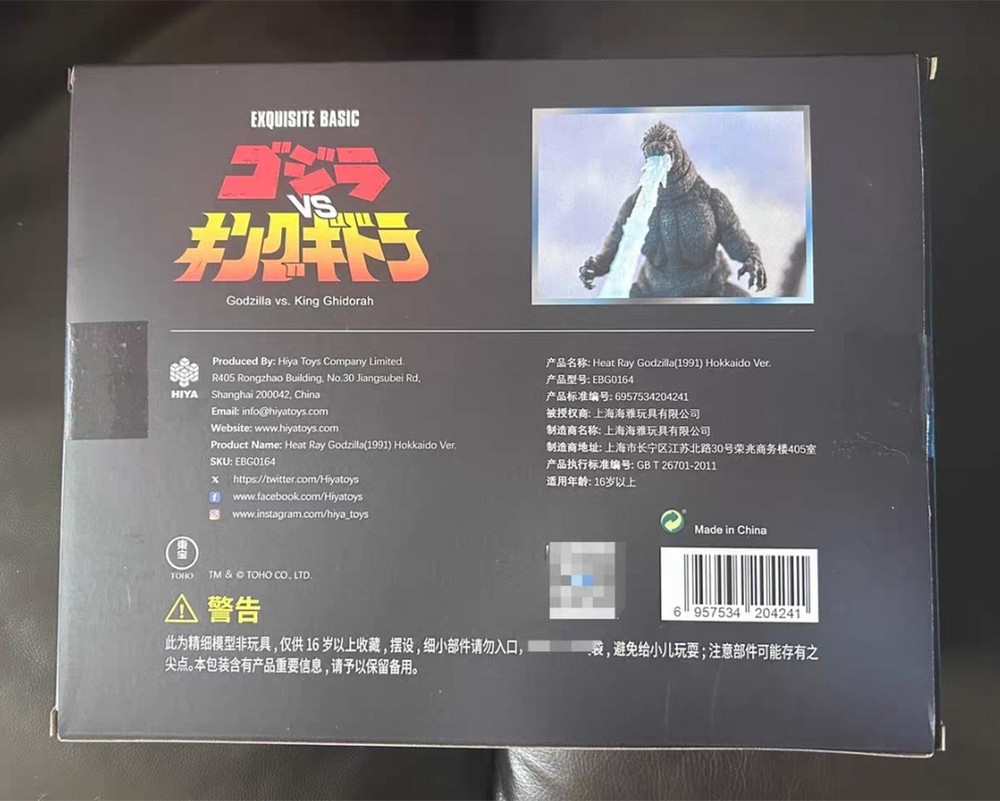 EXQUISITE BASIC
ゴジラ
VS
キングギドラ
Godzilla vs. King Ghidorah
HIYA
Produced By: Hiya Toys Company Limited.
R405 Rongzhao Building, No.30 Jiangsubei Rd,
Shanghai 200042, China
Email: info@hiyatoys.com
Website: www.hiyatoys.com
Product Name: Heat Ray Godzilla(1991) Hokkaido Ver.
SKU: EBG0164
X https://twitter.com/Hiyatoys
f www.facebook.com/Hiyatoys
www.instagram.com/hiya_toys
产品名称: Heat Ray Godzilla(1991) Hokkaido Ver.
产品型号: EBG0164
产品标准编号: 6957534204241
被授权商: 上海海雅玩具有限公司
制造商名称: 上海海雅玩具有限公司
制造商地址: 上海市长宁区江苏北路30号荣兆商务楼405室
产品执行标准编号: GB T 26701-2011
适用年龄: 16岁以上
Made in China
東宝
TOHO
TM & © TOHO CO., LTD.
6 957534 204241
警告
此为精细模型非玩具,仅供16岁以上收藏,摆设,细小部件请勿入口, 袋,避免给小儿玩耍;注意部件可能存有之
尖点。本包装含有产品重要信息,请予以保留备用。